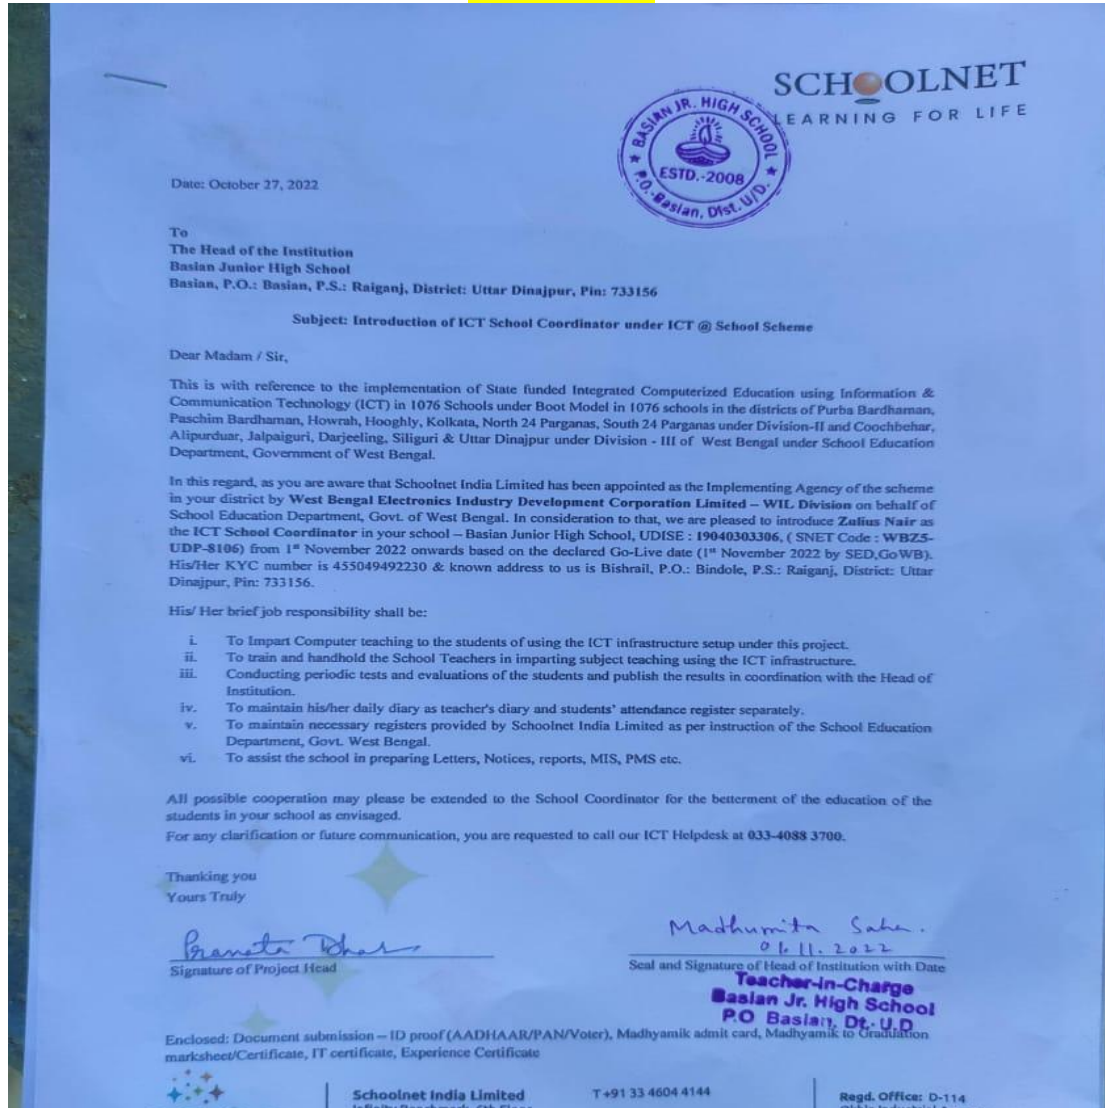 SCHOOLNET
LEARNING FOR LIFE
★ BASIAN JR. HIGH SCHOOL ★
ESTD.-2008
P.O.-Basian, Dist. U/D.
Date: October 27, 2022
To
The Head of the Institution
Basian Junior High School
Basian, P.O.: Basian, P.S.: Raiganj, District: Uttar Dinajpur, Pin: 733156
Subject: Introduction of ICT School Coordinator under ICT @ School Scheme
Dear Madam / Sir,
This is with reference to the implementation of State funded Integrated Computerized Education using Information &
Communication Technology (ICT) in 1076 Schools under Boot Model in 1076 schools in the districts of Purba Bardhaman,
Paschim Bardhaman, Howrah, Hooghly, Kolkata, North 24 Parganas, South 24 Parganas under Division-II and Coochbehar,
Alipurduar, Jalpaiguri, Darjeeling, Siliguri & Uttar Dinajpur under Division - III of West Bengal under School Education
Department, Government of West Bengal.
In this regard, as you are aware that Schoolnet India Limited has been appointed as the Implementing Agency of the scheme
in your district by West Bengal Electronics Industry Development Corporation Limited – WIL Division on behalf of
School Education Department, Govt. of West Bengal. In consideration to that, we are pleased to introduce Zulius Nair as
the ICT School Coordinator in your school – Basian Junior High School, UDISE : 19040303306, ( SNET Code : WBZ5-
UDP-8106) from 1st November 2022 onwards based on the declared Go-Live date (1st November 2022 by SED,GoWB).
His/Her KYC number is 455049492230 & known address to us is Bishrail, P.O.: Bindole, P.S.: Raiganj, District: Uttar
Dinajpur, Pin: 733156.
His/ Her brief job responsibility shall be:
i. To Impart Computer teaching to the students of using the ICT infrastructure setup under this project.
ii. To train and handhold the School Teachers in imparting subject teaching using the ICT infrastructure.
iii. Conducting periodic tests and evaluations of the students and publish the results in coordination with the Head of
Institution.
iv. To maintain his/her daily diary as teacher's diary and students' attendance register separately.
v. To maintain necessary registers provided by Schoolnet India Limited as per instruction of the School Education
Department, Govt. West Bengal.
vi. To assist the school in preparing Letters, Notices, reports, MIS, PMS etc.
All possible cooperation may please be extended to the School Coordinator for the betterment of the education of the
students in your school as envisaged.
For any clarification or future communication, you are requested to call our ICT Helpdesk at 033-4088 3700.
Thanking you
Yours Truly
Praneta Dhar
Signature of Project Head
Madhumita Saha.
01.11.2022
Seal and Signature of Head of Institution with Date
Teacher-in-Charge
Basian Jr. High School
P.O Basian, Dt.- U.D
Enclosed: Document submission – ID proof (AADHAAR/PAN/Voter), Madhyamik admit card, Madhyamik to Graduation
marksheet/Certificate, IT certificate, Experience Certificate
Schoolnet India Limited
T +91 33 4604 4144
Regd. Office: D-114